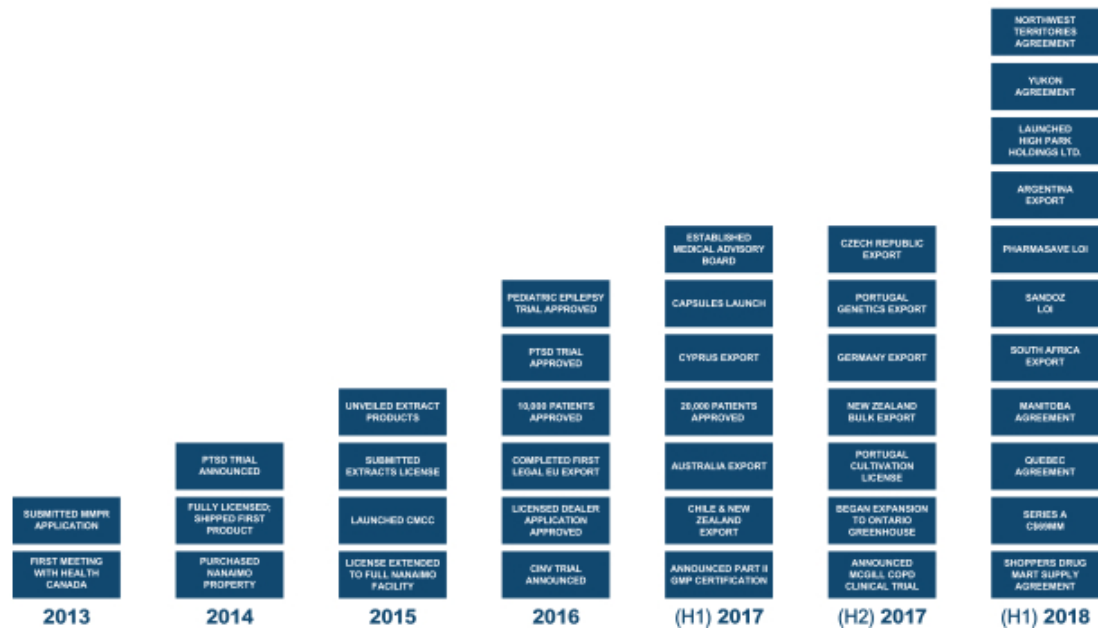 NORTHWEST
TERRITORIES
AGREEMENT
YUKON
AGREEMENT
LAUNCHED
HIGH PARK
HOLDINGS LTD.
ARGENTINA
EXPORT
ESTABLISHED
MEDICAL ADVISORY
BOARD
CZECH REPUBLIC
EXPORT
PHARMASAVE LOI
PEDIATRIC EPILEPSY
TRIAL APPROVED
CAPSULES LAUNCH
PORTUGAL
GENETICS EXPORT
SANDOZ
LOI
PTSD TRIAL
APPROVED
CYPRUS EXPORT
GERMANY EXPORT
SOUTH AFRICA
EXPORT
UNVEILED EXTRACT
PRODUCTS
10,000 PATIENTS
APPROVED
20,000 PATIENTS
APPROVED
NEW ZEALAND
BULK EXPORT
MANITOBA
AGREEMENT
PTSD TRIAL
ANNOUNCED
SUBMITTED
EXTRACTS LICENSE
COMPLETED FIRST
LEGAL EU EXPORT
AUSTRALIA EXPORT
PORTUGAL
CULTIVATION
LICENSE
QUEBEC
AGREEMENT
SUBMITTED MMPR
APPLICATION
FULLY LICENSED;
SHIPPED FIRST
PRODUCT
LAUNCHED CMCC
LICENSED DEALER
APPLICATION
APPROVED
CHILE & NEW
ZEALAND
EXPORT
BEGAN EXPANSION
TO ONTARIO
GREENHOUSE
SERIES A
C$69MM
FIRST MEETING
WITH HEALTH
CANADA
PURCHASED
NANAIMO
PROPERTY
LICENSE EXTENDED
TO FULL NANAIMO
FACILITY
CINV TRIAL
ANNOUNCED
ANNOUNCED PART II
GMP CERTIFICATION
ANNOUNCED
MCGILL COPD
CLINICAL TRIAL
SHOPPERS DRUG
MART SUPPLY
AGREEMENT
2013
2014
2015
2016
(H1) 2017
(H2) 2017
(H1) 2018